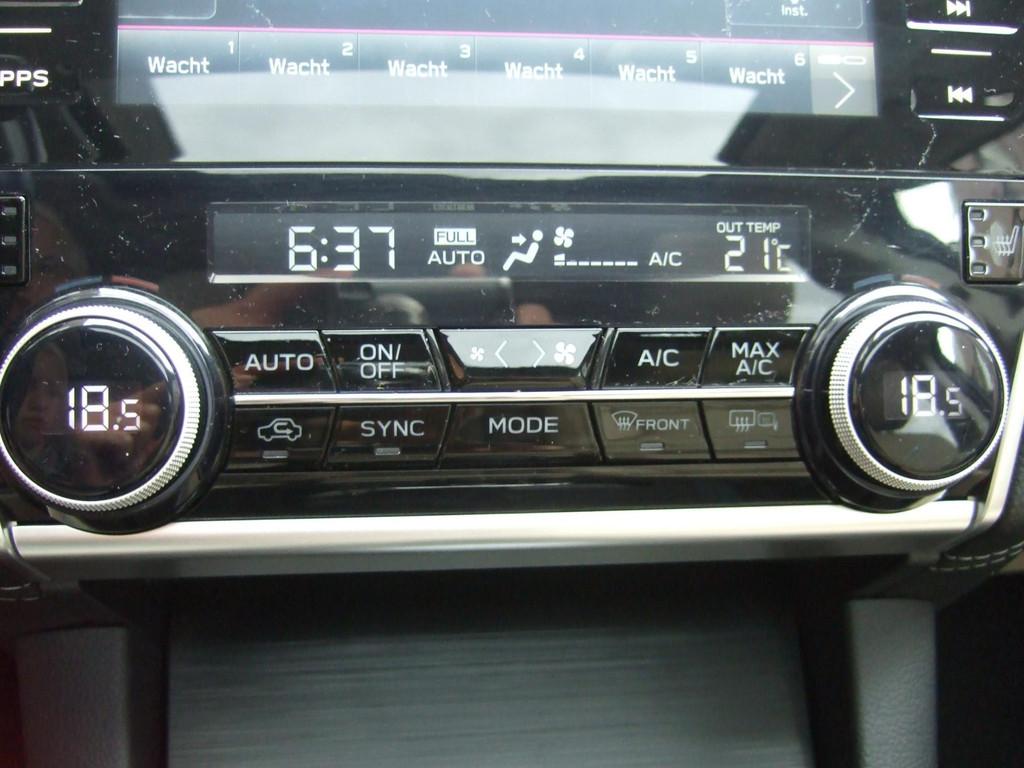 Inst.
1 2 3 4 5 6
Wacht Wacht Wacht Wacht Wacht Wacht
PPS
6:37 FULL AUTO A/C OUT TEMP 21°C
AUTO ON/OFF A/C MAX A/C
18.5 18.5
SYNC MODE FRONT